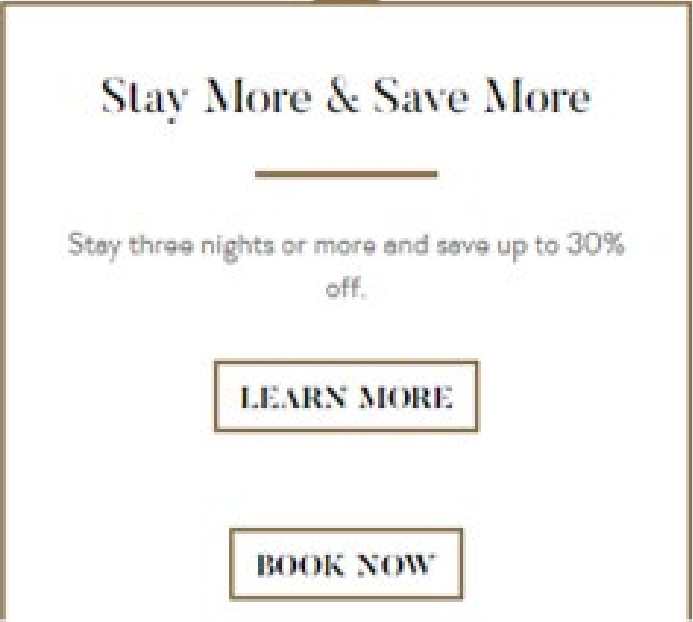 Stay More & Save More
Stay three nights or more and save up to 30%
off.
LEARN MORE
BOOK NOW